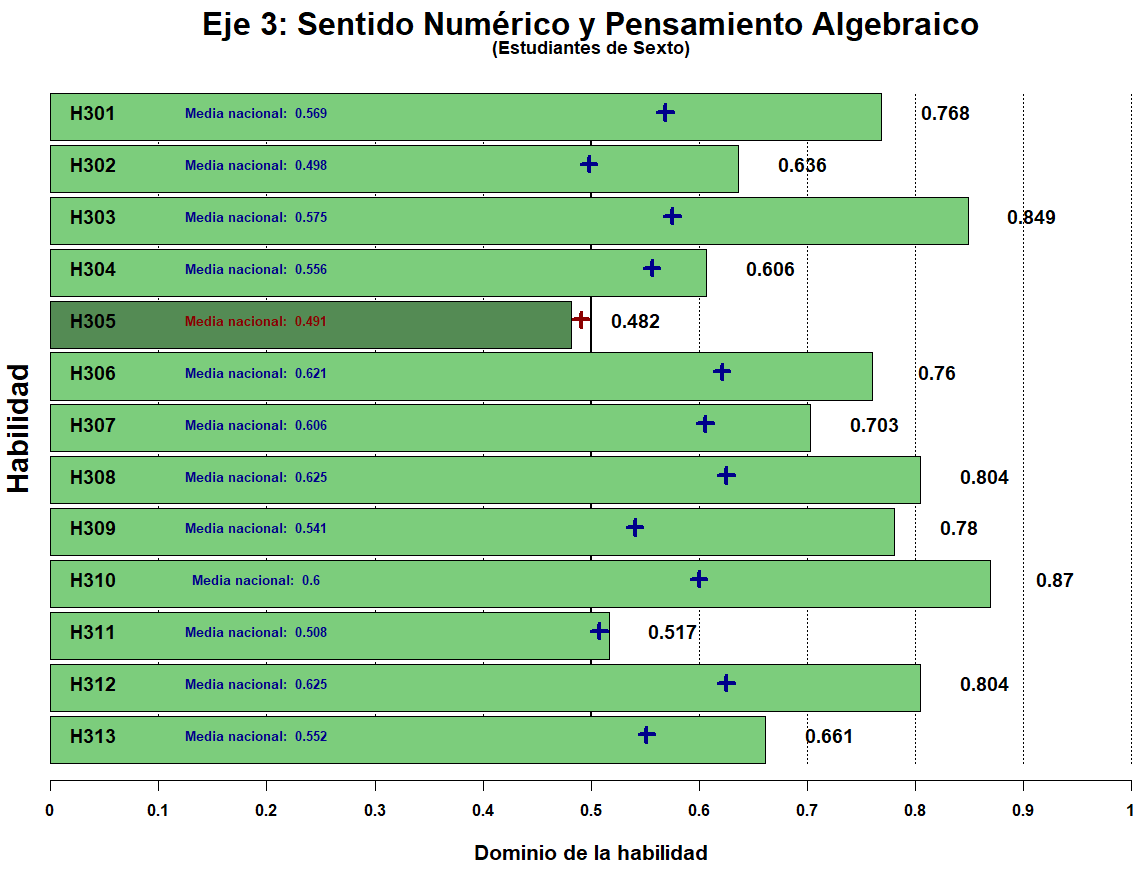 Eje 3: Sentido Numérico y Pensamiento Algebraico
(Estudiantes de Sexto)
Habilidad
H301 Media nacional: 0.569 0.768
H302 Media nacional: 0.498 0.636
H303 Media nacional: 0.575 0.849
H304 Media nacional: 0.556 0.606
H305 Media nacional: 0.491 0.482
H306 Media nacional: 0.621 0.76
H307 Media nacional: 0.606 0.703
H308 Media nacional: 0.625 0.804
H309 Media nacional: 0.541 0.78
H310 Media nacional: 0.6 0.87
H311 Media nacional: 0.508 0.517
H312 Media nacional: 0.625 0.804
H313 Media nacional: 0.552 0.661
0 0.1 0.2 0.3 0.4 0.5 0.6 0.7 0.8 0.9 1
Dominio de la habilidad